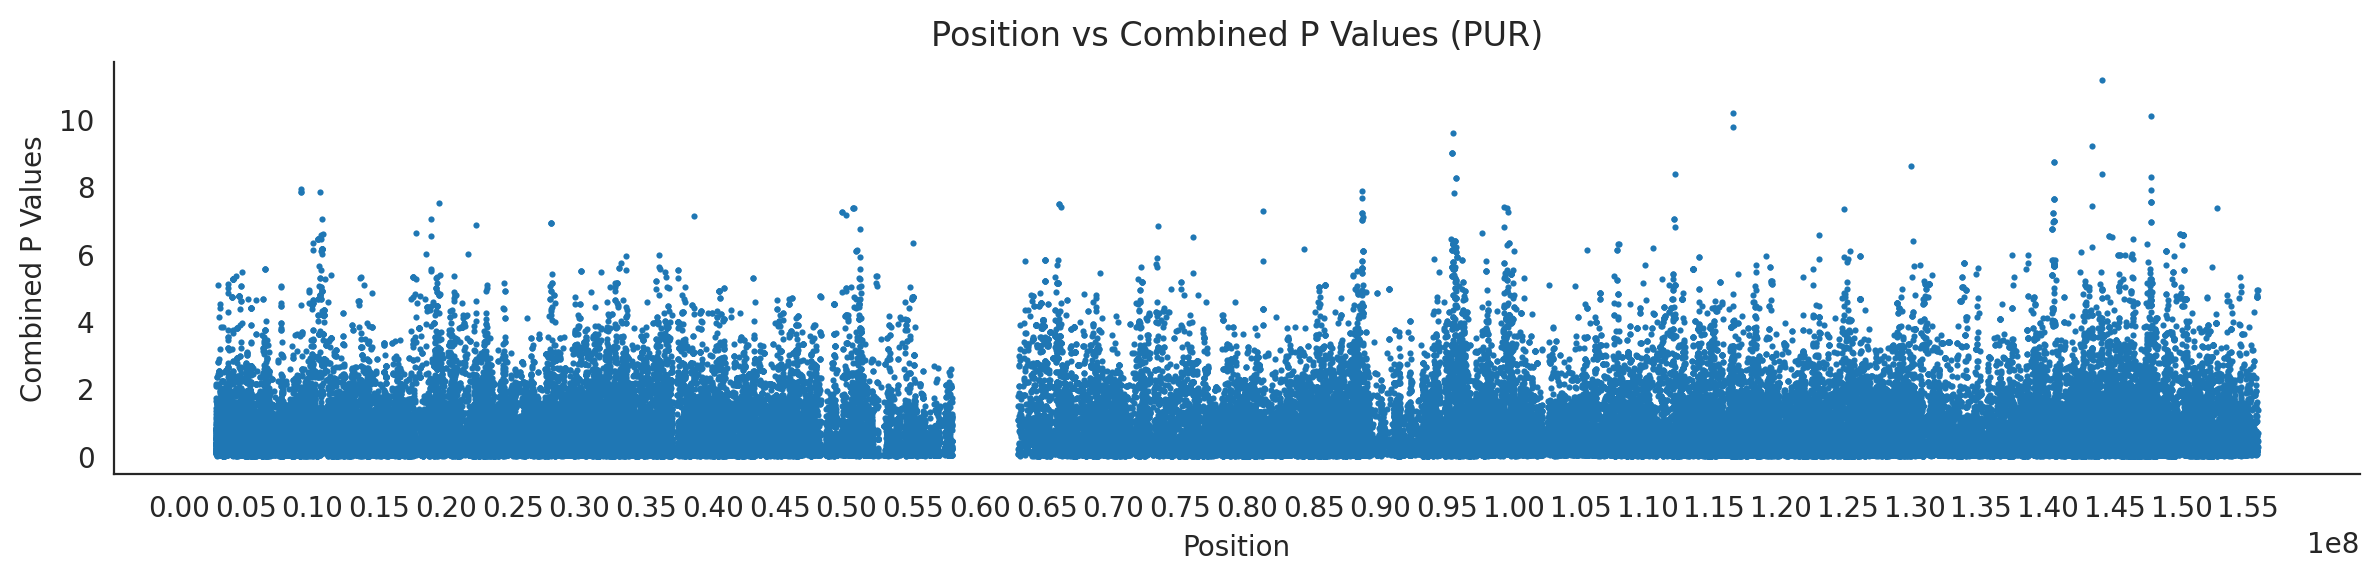 Position vs Combined P Values (PUR)
Combined P Values
10
8
6
4
2
0
0.00 0.05 0.10 0.15 0.20 0.25 0.30 0.35 0.40 0.45 0.50 0.55 0.60 0.65 0.70 0.75 0.80 0.85 0.90 0.95 1.00 1.05 1.10 1.15 1.20 1.25 1.30 1.35 1.40 1.45 1.50 1.55
1e8
Position